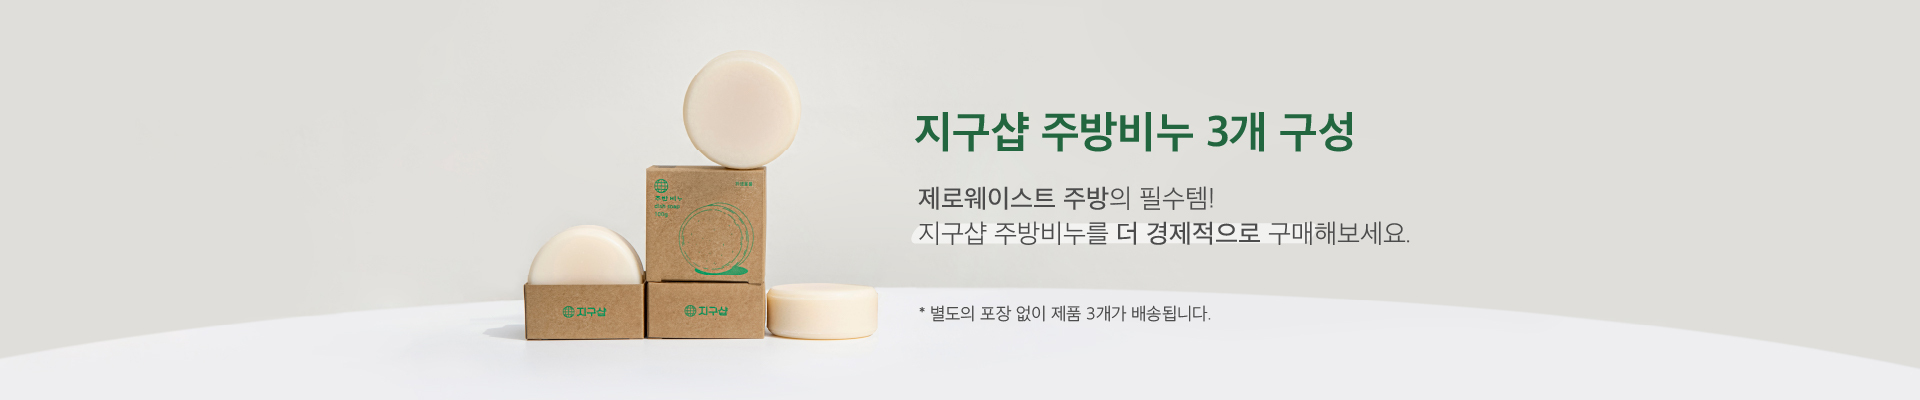 지구샵 주방비누 3개 구성
제로웨이스트 주방의 필수템!
지구샵 주방비누를 더 경제적으로 구매해보세요.
* 별도의 포장 없이 제품 3개가 배송됩니다.
주방 비누
dish soap
100g
지구샵
지구샵